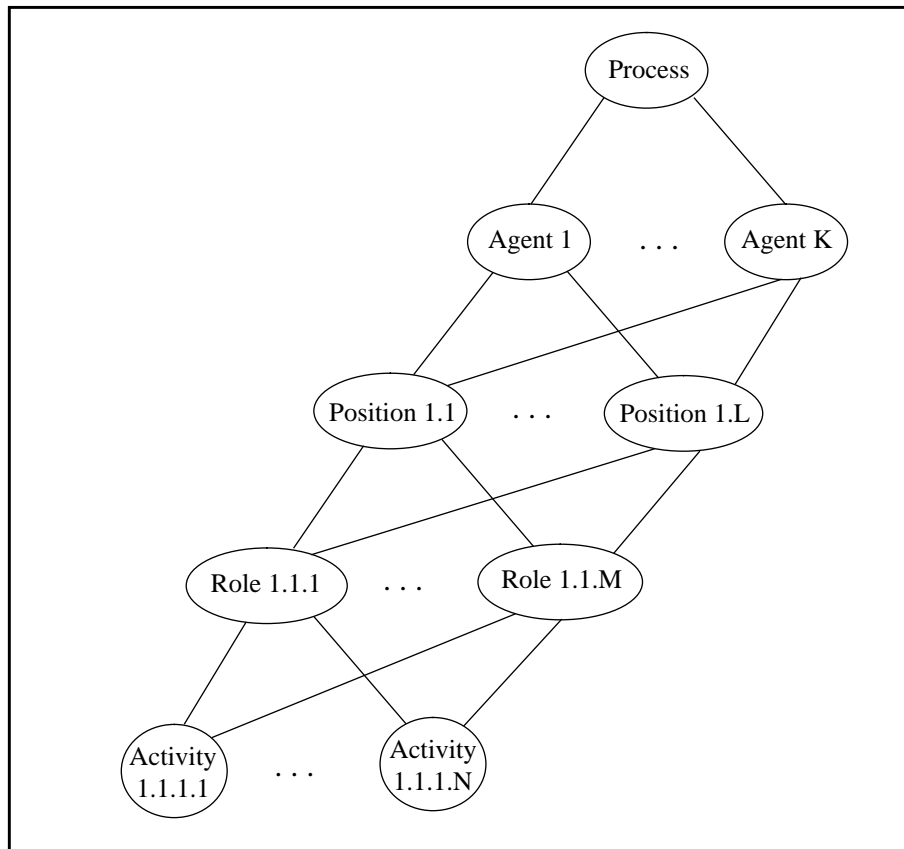 Process
Agent 1 . . . Agent K
Position 1.1 . . . Position 1.L
Role 1.1.1 . . . Role 1.1.M
Activity
1.1.1.1
. . .
Activity
1.1.1.N